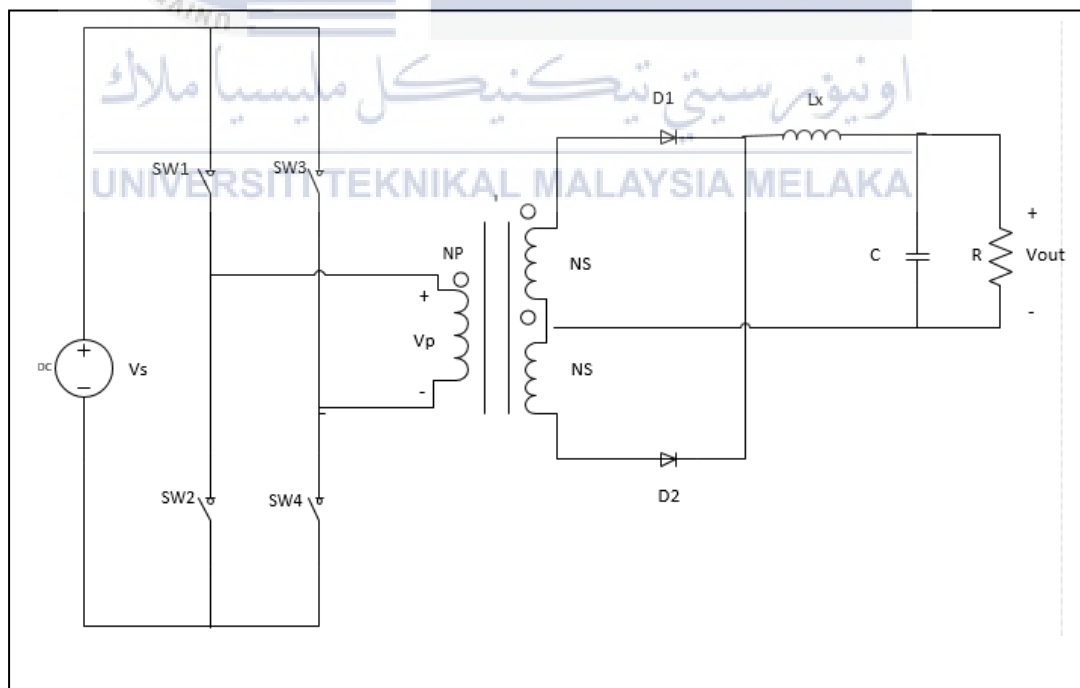 اونيۏرسيتي تيكنيكل مليسيا ملاك
UNIVERSITI TEKNIKAL MALAYSIA MELAKA
D1
Lx
SW1
SW3
NP
NS
+
C
R
Vout
-
+
Vp
-
DC
+
-
Vs
NS
SW2
SW4
D2